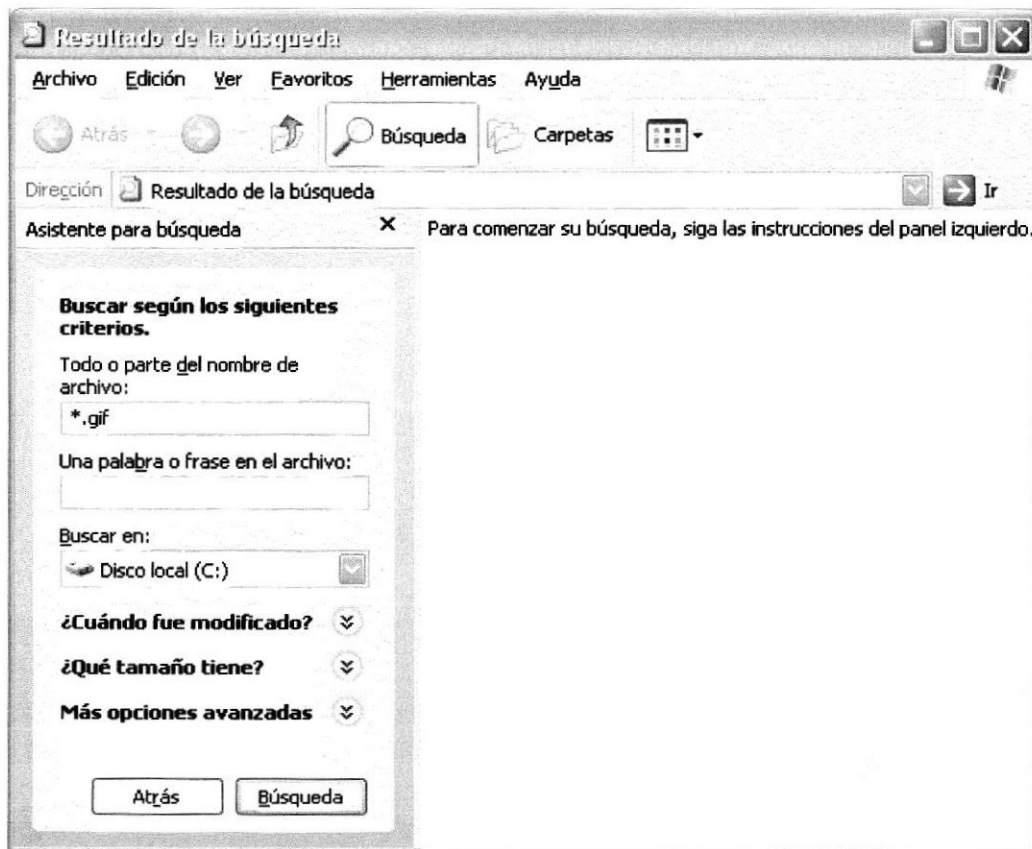 Resultado de la búsqueda
Archivo Edición Ver Favoritos Herramientas Ayuda
Atrás Búsqueda Carpetas
Dirección Resultado de la búsqueda Ir
Asistente para búsqueda
Para comenzar su búsqueda, siga las instrucciones del panel izquierdo.
Buscar según los siguientes
criterios.
Todo o parte del nombre de
archivo:
*.gif
Una palabra o frase en el archivo:
Buscar en:
Disco local (C:)
¿Cuándo fue modificado?
¿Qué tamaño tiene?
Más opciones avanzadas
Atrás Búsqueda